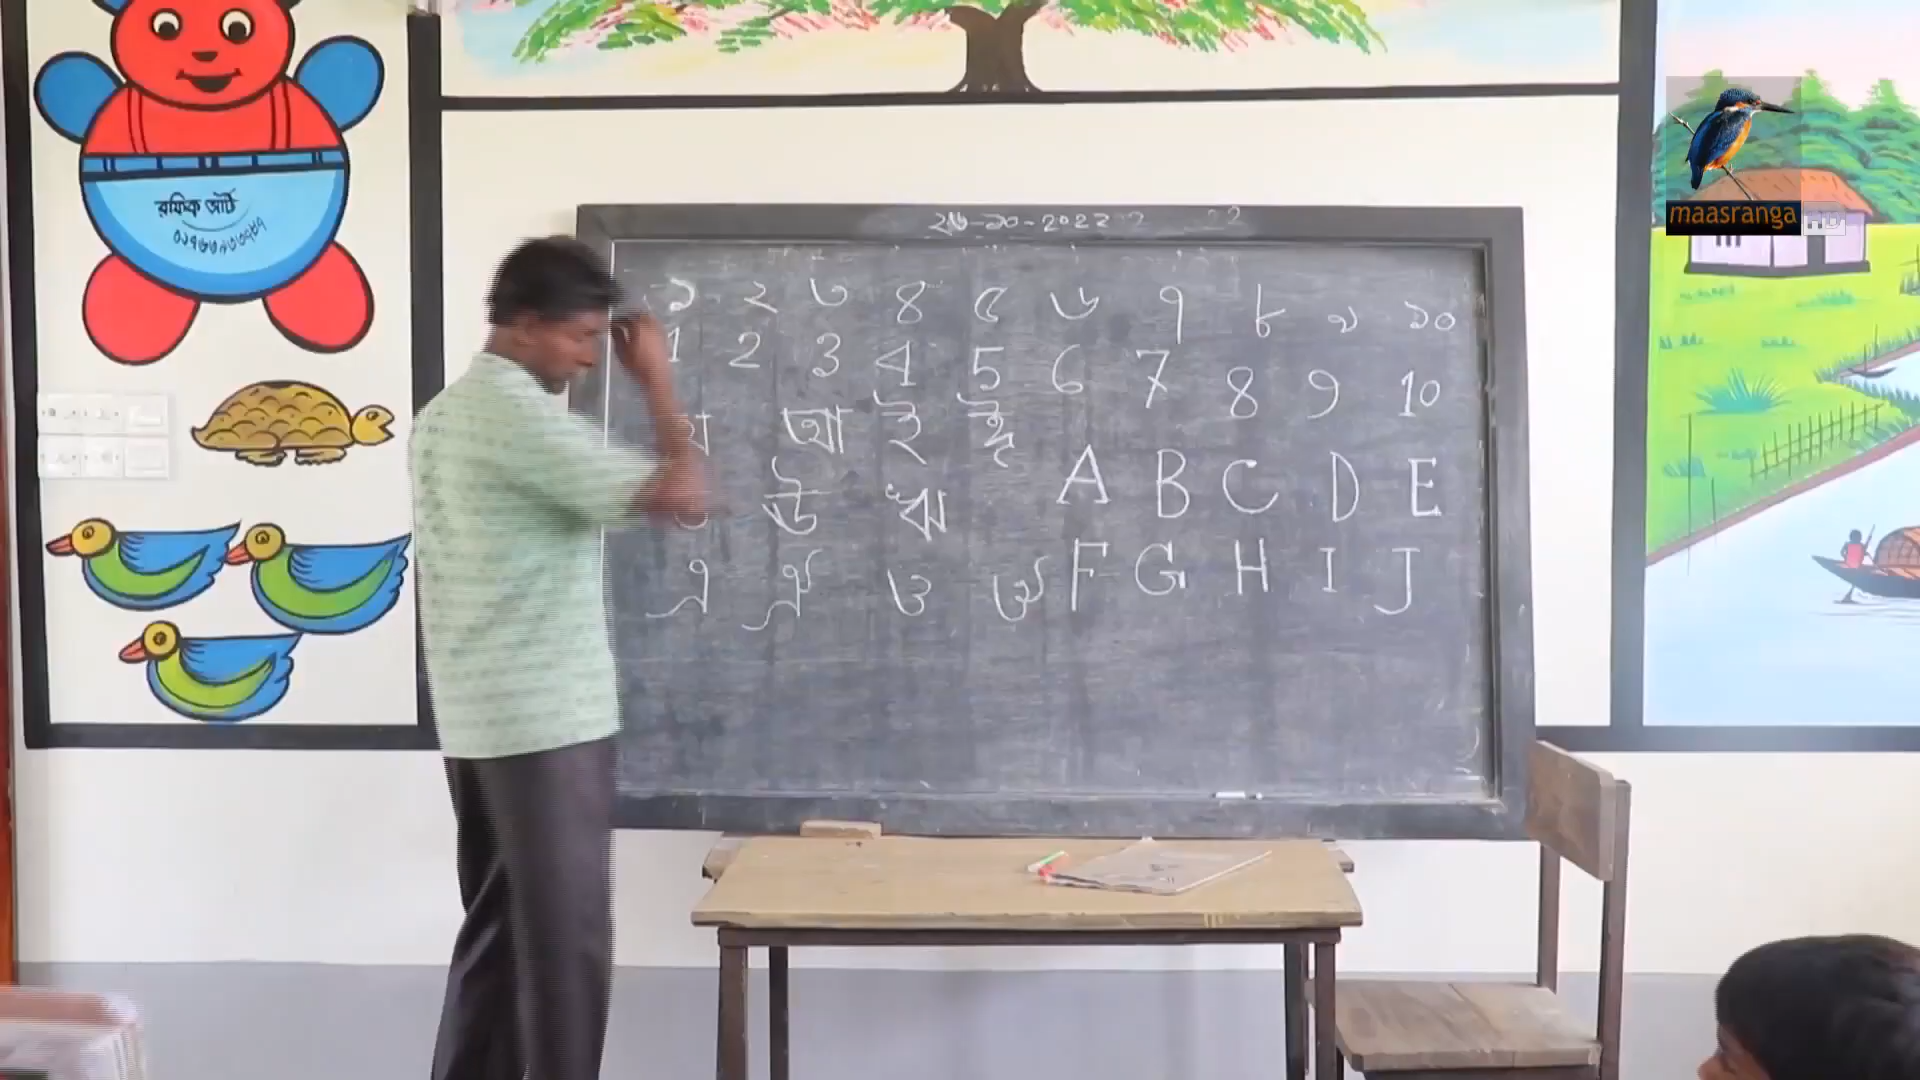 রফিক আর্ট
maasranga HD
২৬-১০-২০২২
১ ২ ৩ ৪ ৫ ৬ ৭ ৮ ৯ ১০
1 2 3 4 5 6 7 8 9 10
আ ই ঈ
ঊ ঋ
A B C D E
এ ঐ ও ঔ
F G H I J